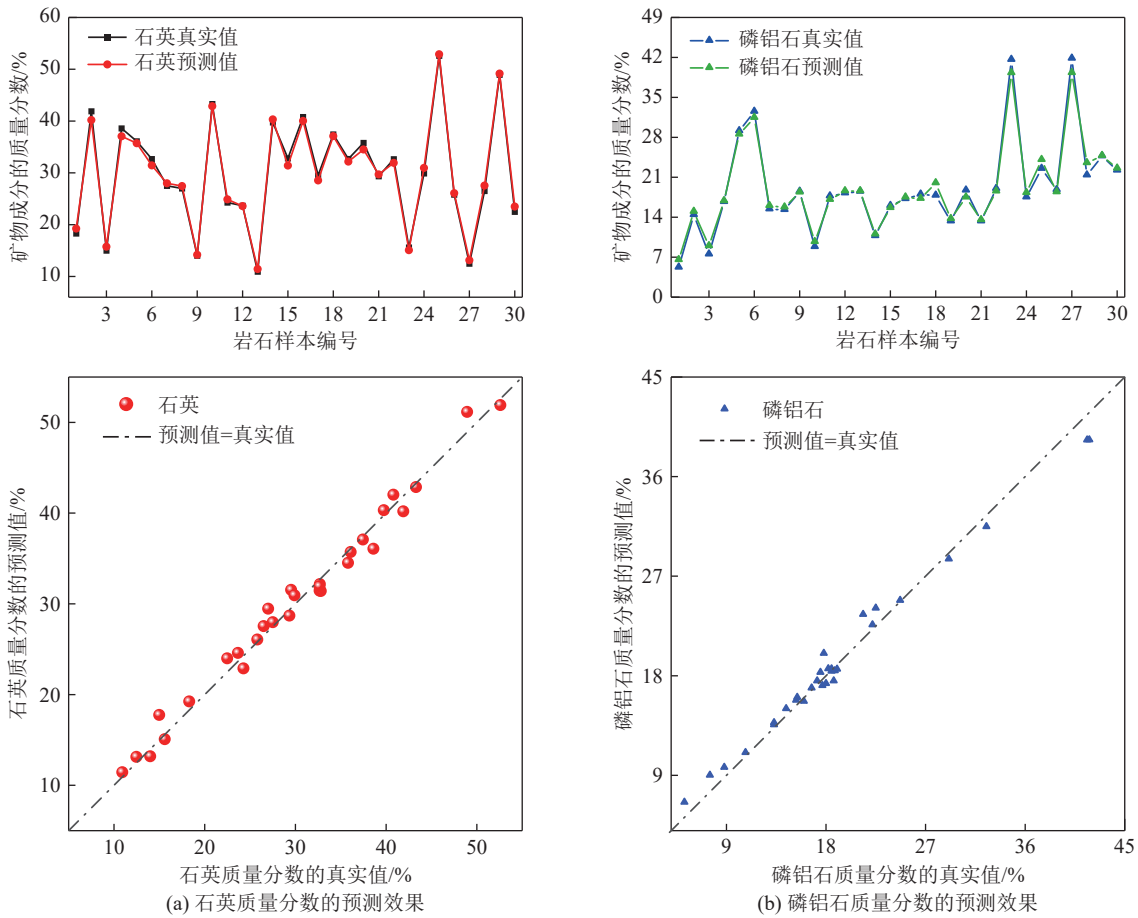 60
50
40
30
20
10
矿物成分的质量分数/%
石英真实值
石英预测值
3 6 9 12 15 18 21 24 27 30
岩石样本编号
49
42
35
28
21
14
7
0
矿物成分的质量分数/%
磷铝石真实值
磷铝石预测值
3 6 9 12 15 18 21 24 27 30
岩石样本编号
50
40
30
20
10
石英质量分数的预测值/%
石英
预测值=真实值
10 20 30 40 50
石英质量分数的真实值/%
(a) 石英质量分数的预测效果
45
36
27
18
9
磷铝石质量分数的预测值/%
磷铝石
预测值=真实值
9 18 27 36 45
磷铝石质量分数的真实值/%
(b) 磷铝石质量分数的预测效果